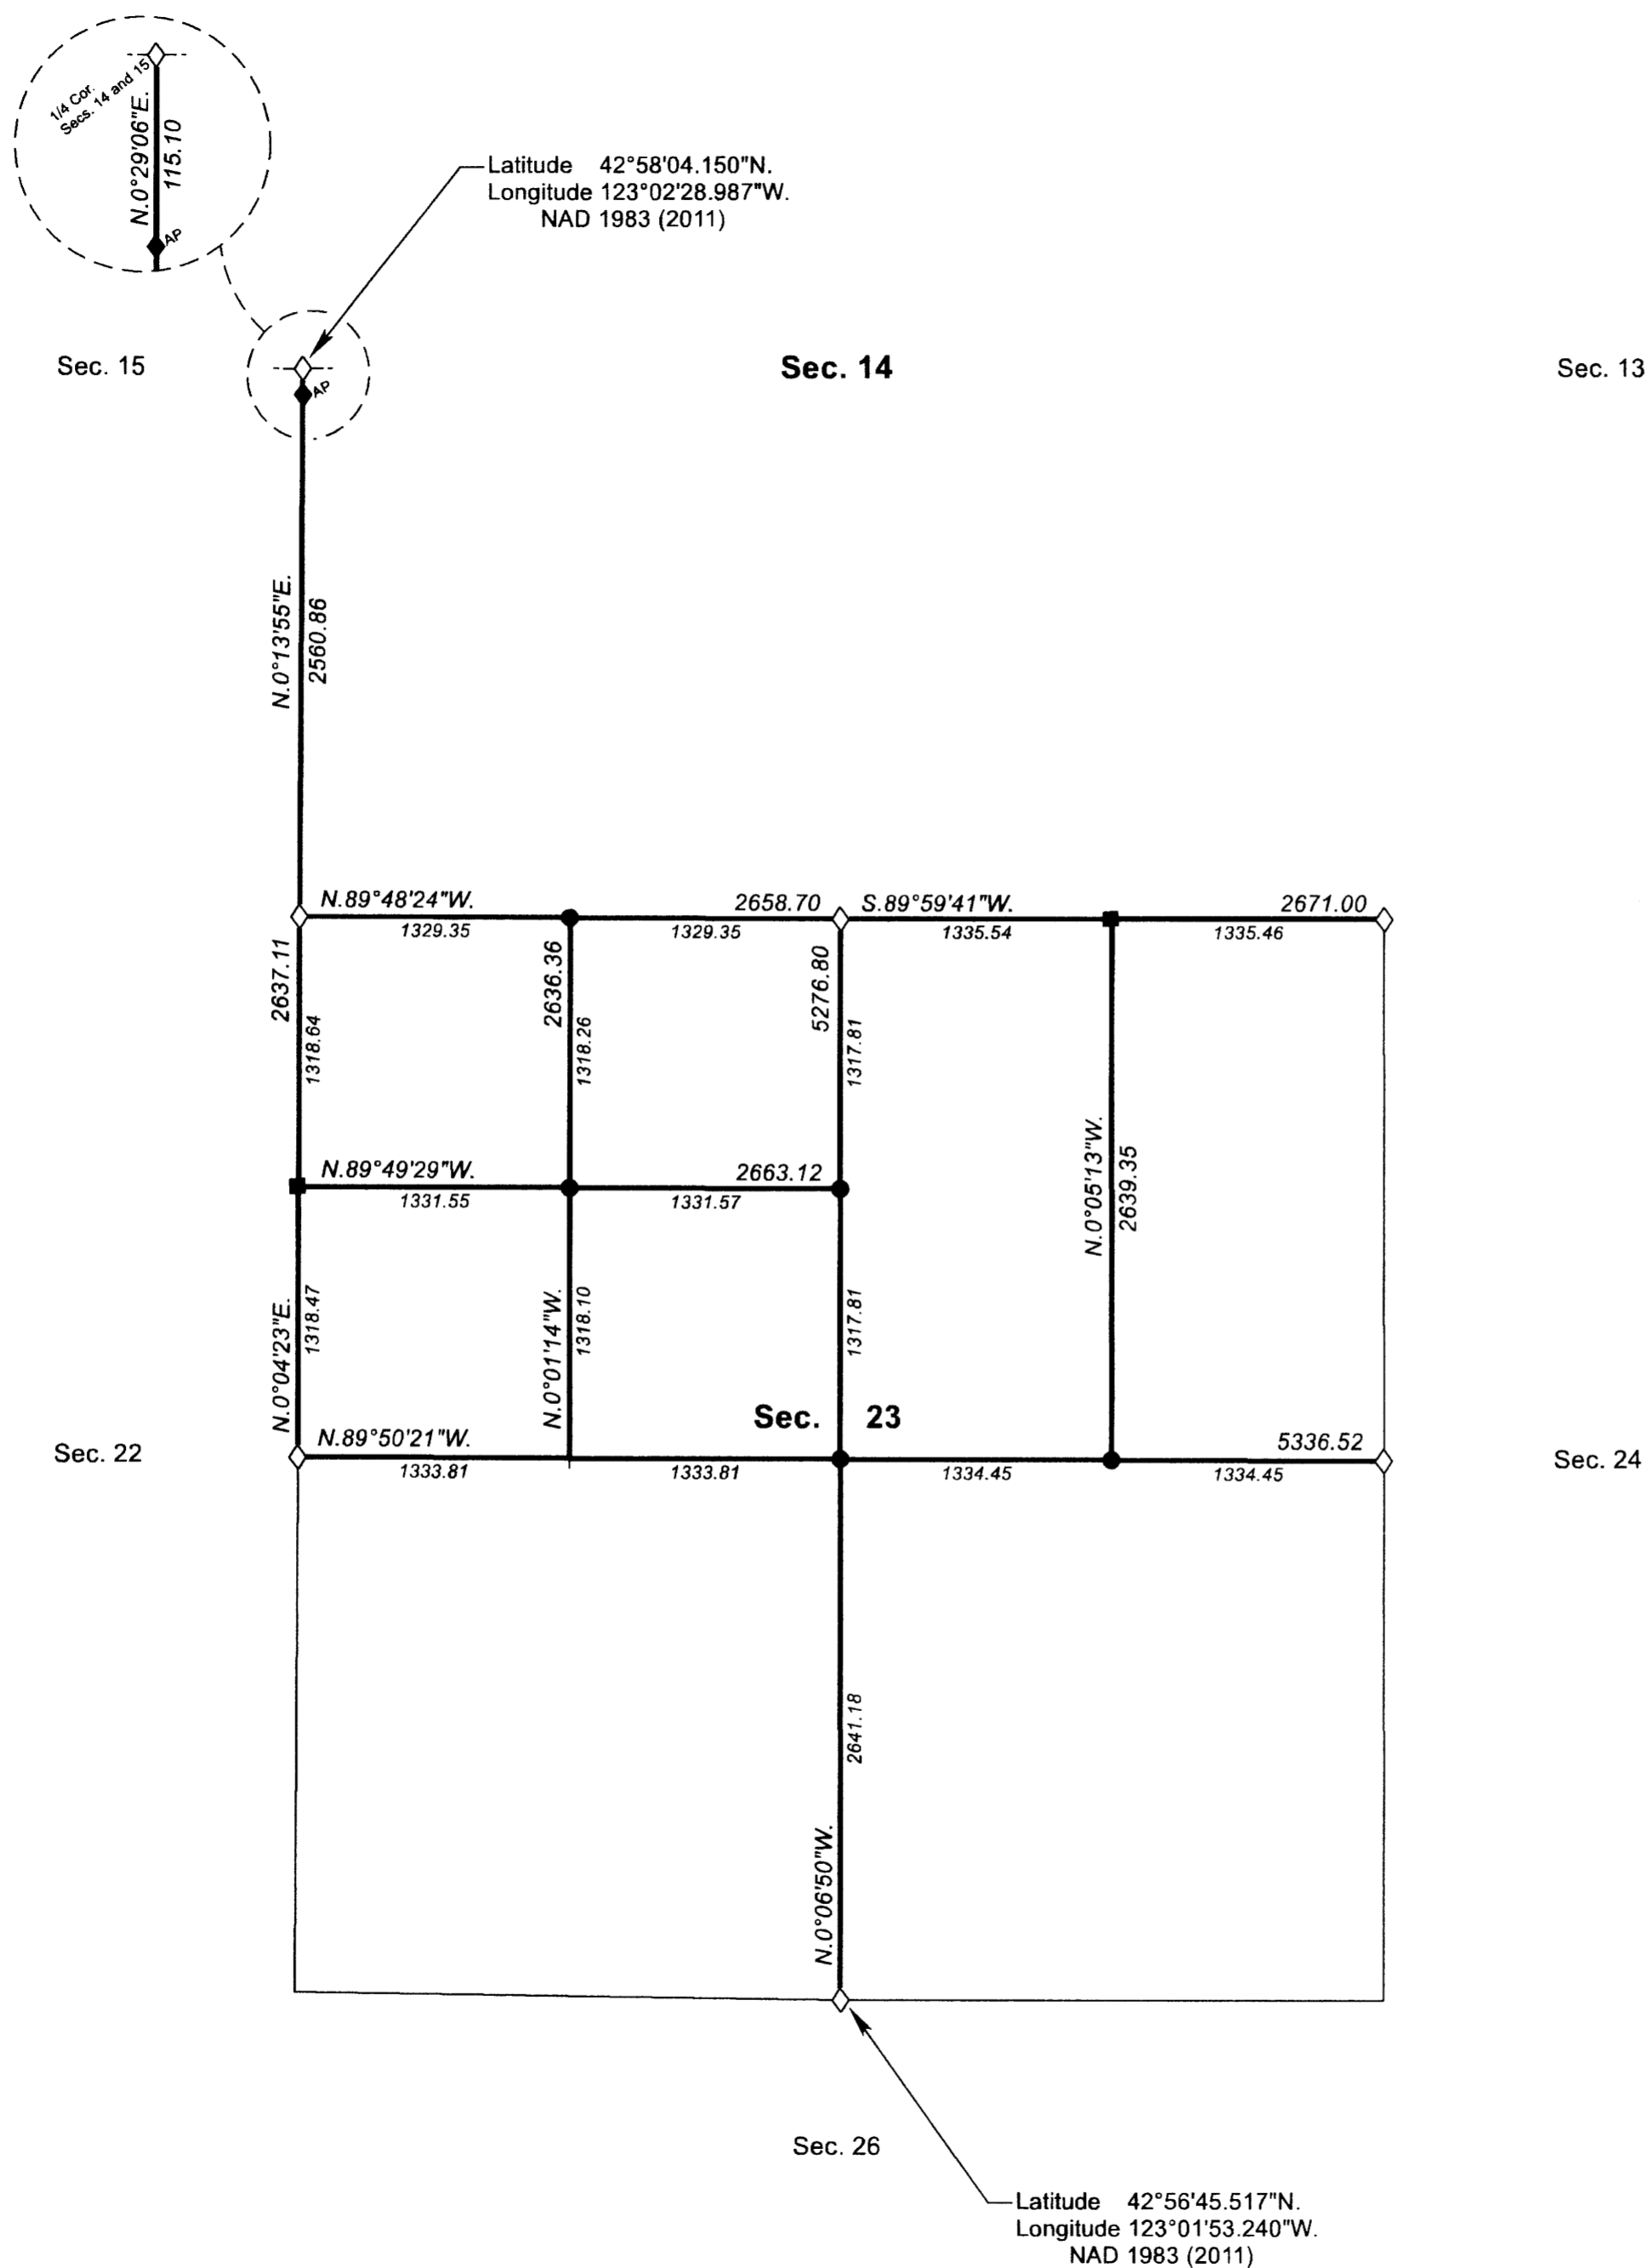 1/4 Cor.
Secs. 14 and 15
N.0°29'06"E.
115.10
AP
Latitude 42°58'04.150"N.
Longitude 123°02'28.987"W.
NAD 1983 (2011)
Sec. 15
AP
Sec. 14
Sec. 13
N.0°13'55"E.
2560.86
N.89°48'24"W.
2658.70
S.89°59'41"W.
2671.00
1329.35
1329.35
1335.54
1335.46
2637.11
1318.64
2636.36
1318.26
5276.80
1317.81
N.0°05'13"W.
2639.35
N.89°49'29"W.
2663.12
1331.55
1331.57
N.0°04'23"E.
1318.47
N.0°01'14"W.
1318.10
1317.81
Sec. 23
Sec. 22
N.89°50'21"W.
5336.52
Sec. 24
1333.81
1333.81
1334.45
1334.45
2641.18
N.0°06'50"W.
Sec. 26
Latitude 42°56'45.517"N.
Longitude 123°01'53.240"W.
NAD 1983 (2011)